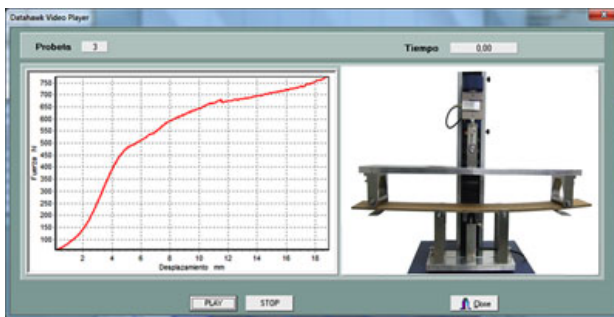 Datahawk Video Player
Probeta 3
Tiempo 0.00
750
700
650
600
550
500
450
400
350
300
250
200
150
100
Fuerza N
2 4 6 8 10 12 14 16 18
Desplazamiento mm
PLAY STOP